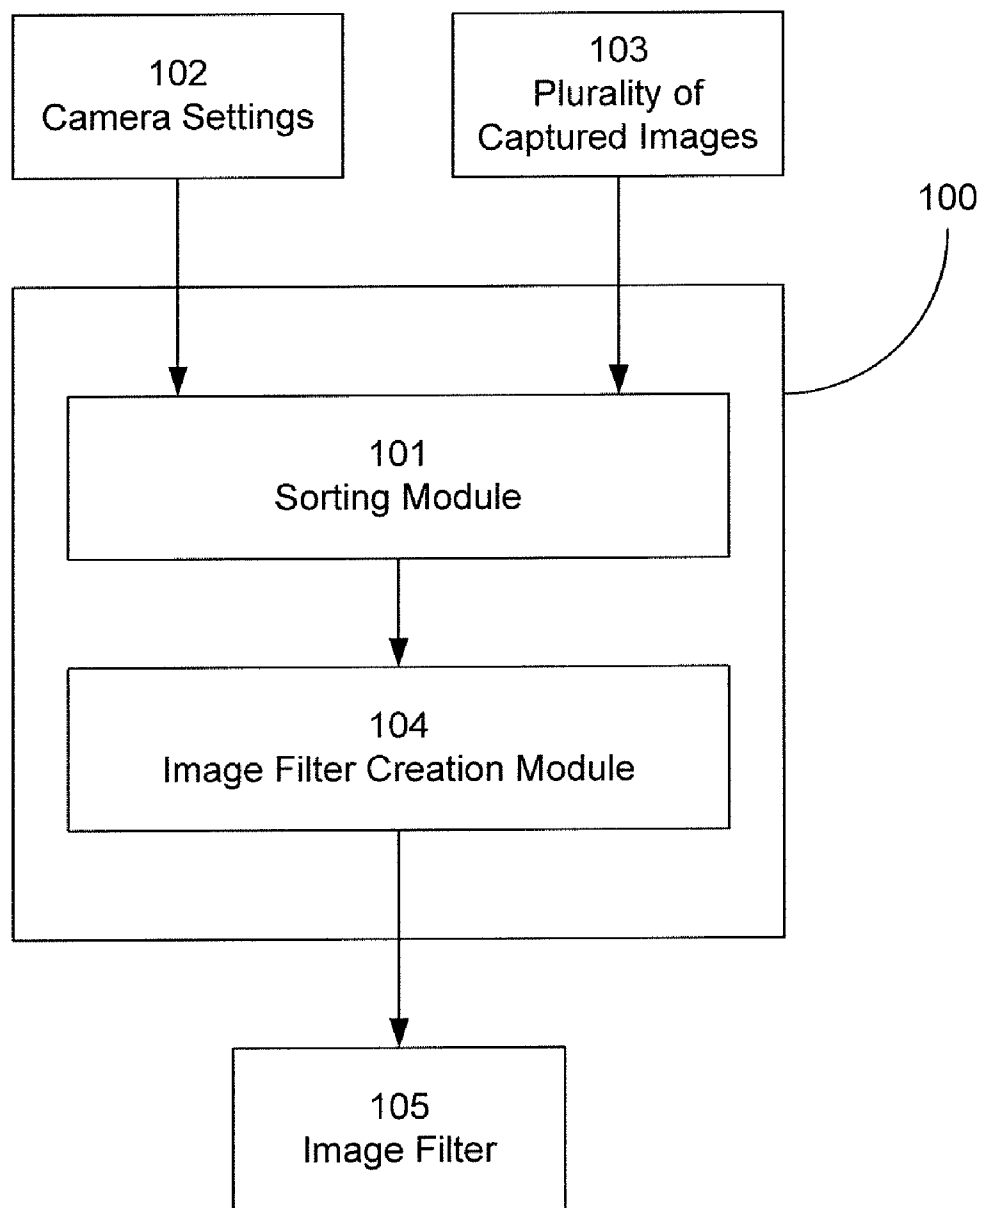 102
Camera Settings
103
Plurality of
Captured Images
100
101
Sorting Module
104
Image Filter Creation Module
105
Image Filter